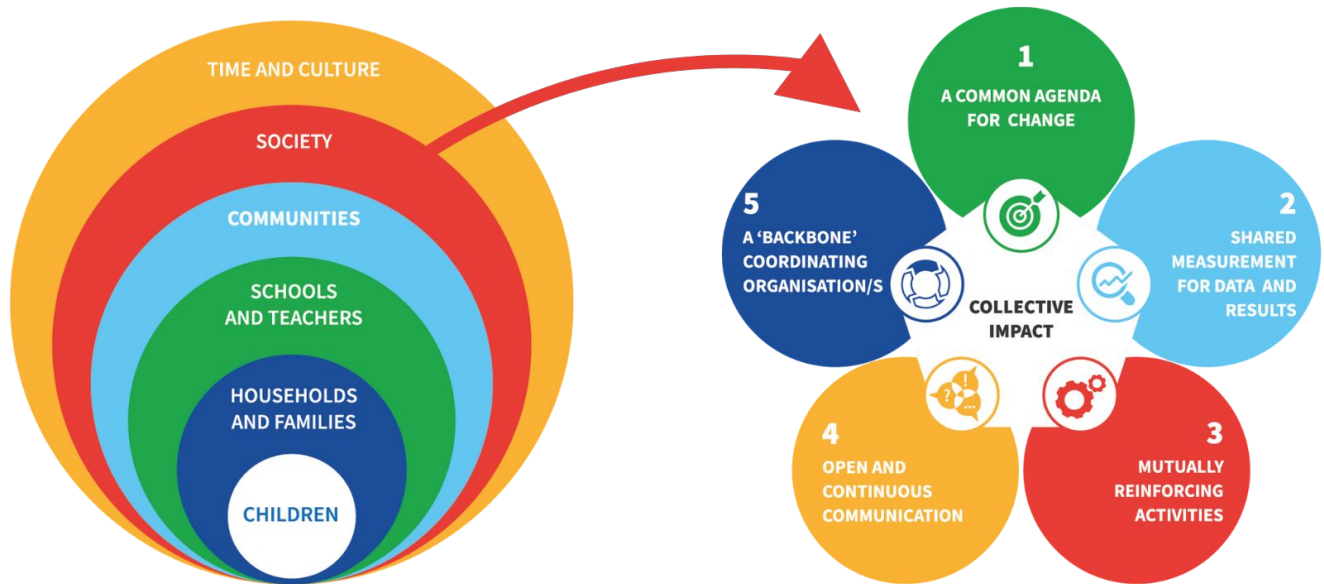 TIME AND CULTURE
SOCIETY
COMMUNITIES
SCHOOLS
AND TEACHERS
HOUSEHOLDS
AND FAMILIES
CHILDREN
1
A COMMON AGENDA
FOR CHANGE
2
SHARED
MEASUREMENT
FOR DATA AND
RESULTS
3
MUTUALLY
REINFORCING
ACTIVITIES
4
OPEN AND
CONTINUOUS
COMMUNICATION
5
A ‘BACKBONE’
COORDINATING
ORGANISATION/S
COLLECTIVE
IMPACT
?
!
...